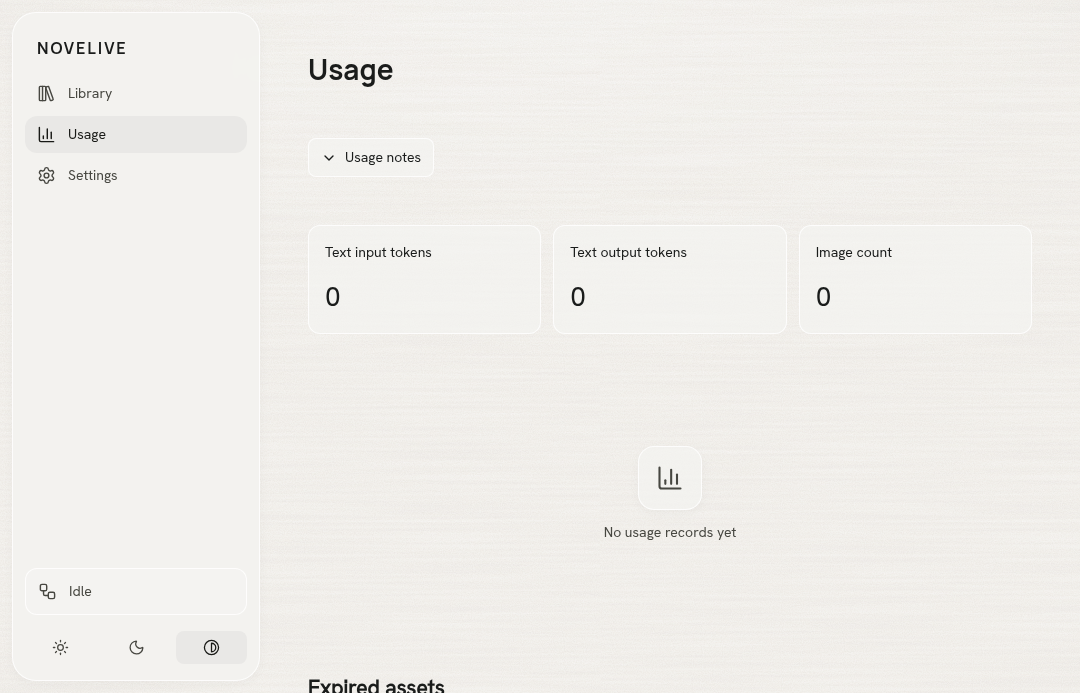 NOVELIVE
Library
Usage
Settings
Idle
Usage
Usage notes
Text input tokens
0
Text output tokens
0
Image count
0
No usage records yet
Expired assets